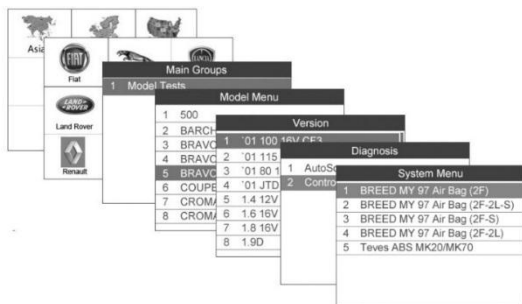 Asia
FIAT
Fiat
LAND
ROVER
Land Rover
Renault
Main Groups
1 Model Tests
Model Menu
1 500
2 BARCH
3 BRAVO
4 BRAVO
5 BRAVO
6 COUPE
7 CROMA
8 CROMA
Version
1 `01 100 16V CF3
2 `01 115
3 `01 80 1
4 `01 JTD
5 1.4 12V
6 1.6 16V
7 1.8 16V
8 1.9D
Diagnosis
1 AutoSc
2 Contro
System Menu
1 BREED MY 97 Air Bag (2F)
2 BREED MY 97 Air Bag (2F-2L-S)
3 BREED MY 97 Air Bag (2F-S)
4 BREED MY 97 Air Bag (2F-2L)
5 Teves ABS MK20/MK70